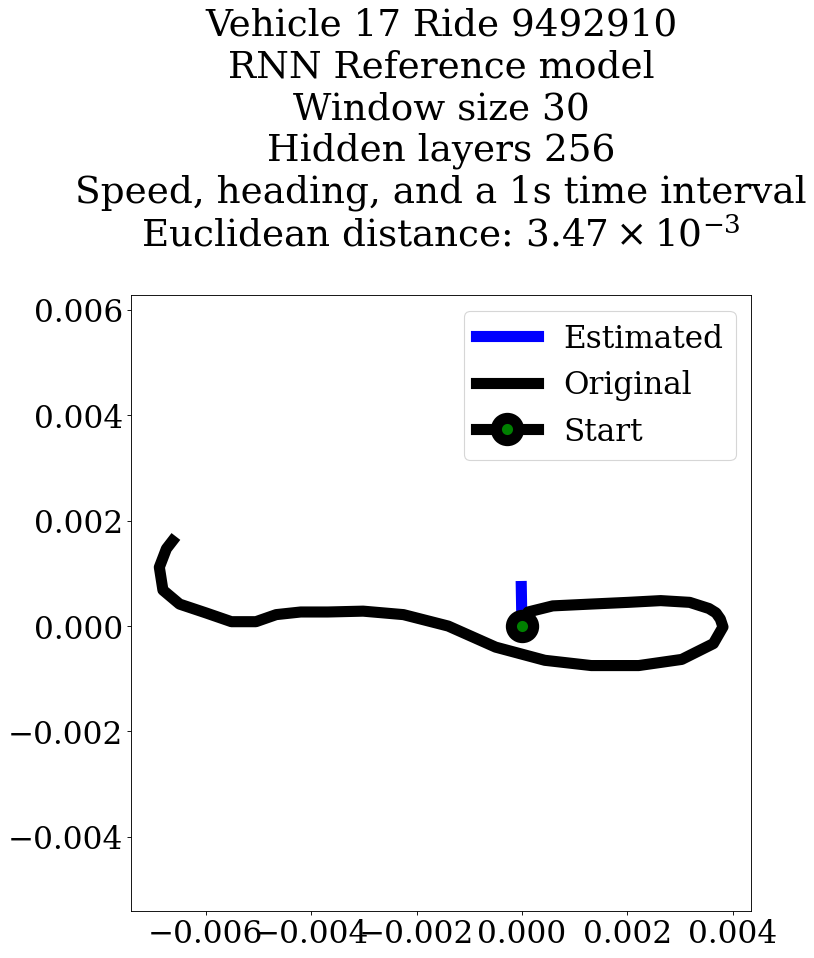 Vehicle 17 Ride 9492910
RNN Reference model
Window size 30
Hidden layers 256
Speed, heading, and a 1s time interval
Euclidean distance: 3.47 × 10⁻³
0.006
Estimated
0.004
Original
Start
0.002
0.000
−0.002
−0.004
−0.006 −0.004 −0.002 0.000 0.002 0.004